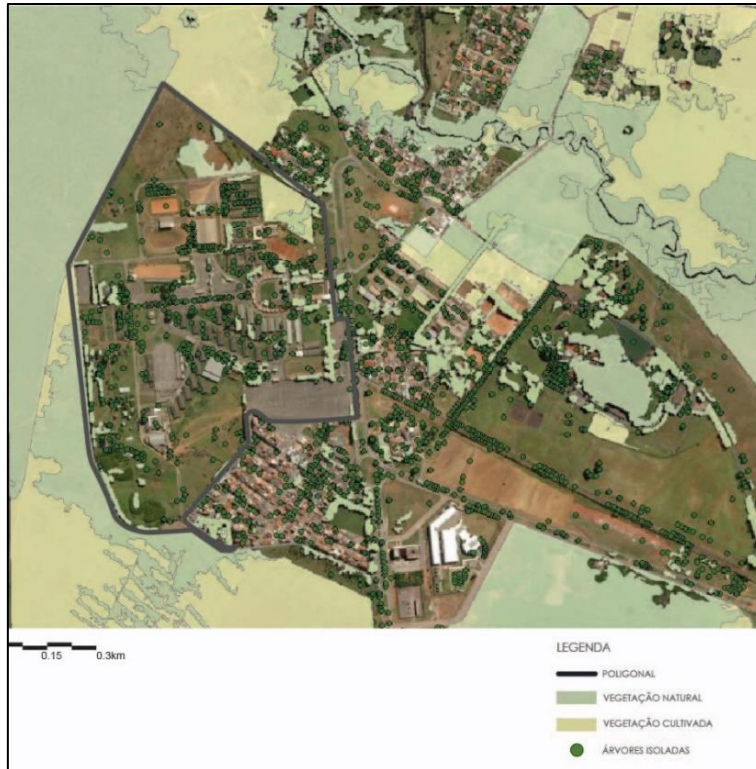 0.15 0.3km
LEGENDA
POLIGONAL
VEGETAÇÃO NATURAL
VEGETAÇÃO CULTIVADA
ÁRVORES ISOLADAS